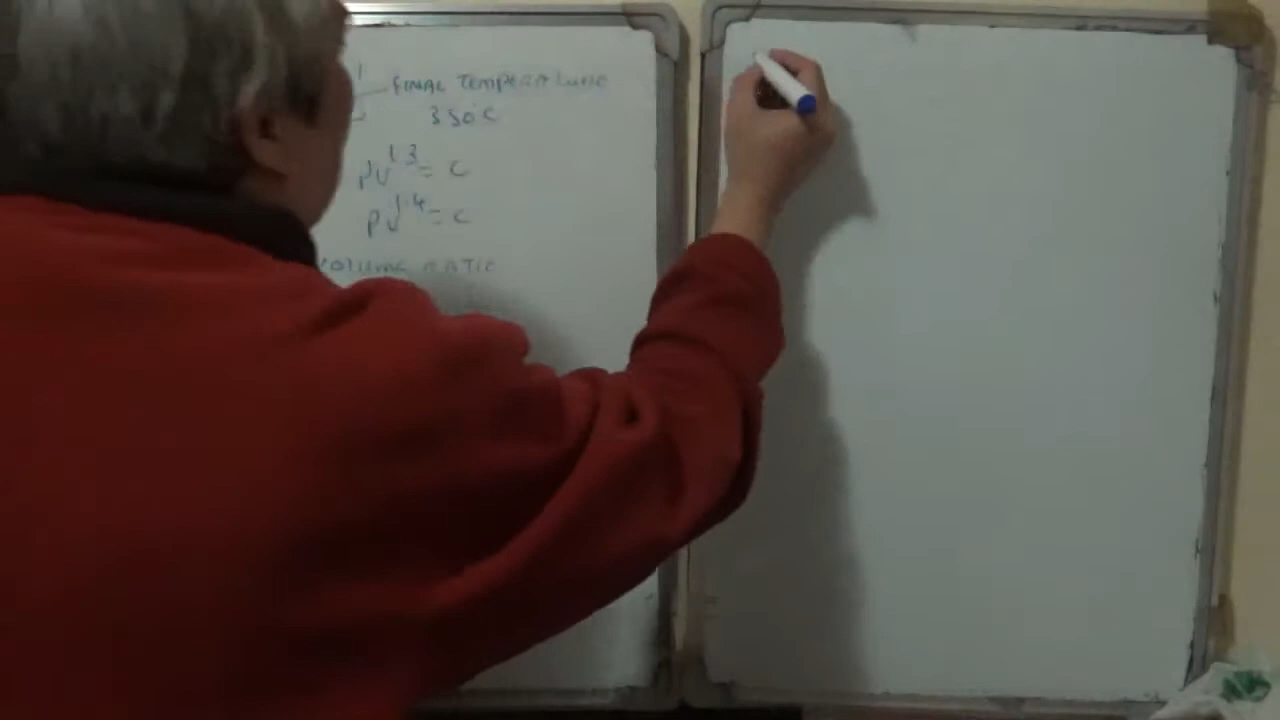 FINAL TEMPERATURE
350°C
PV^1.3 = C
PV^1.4 = C
VOLUME RATIO